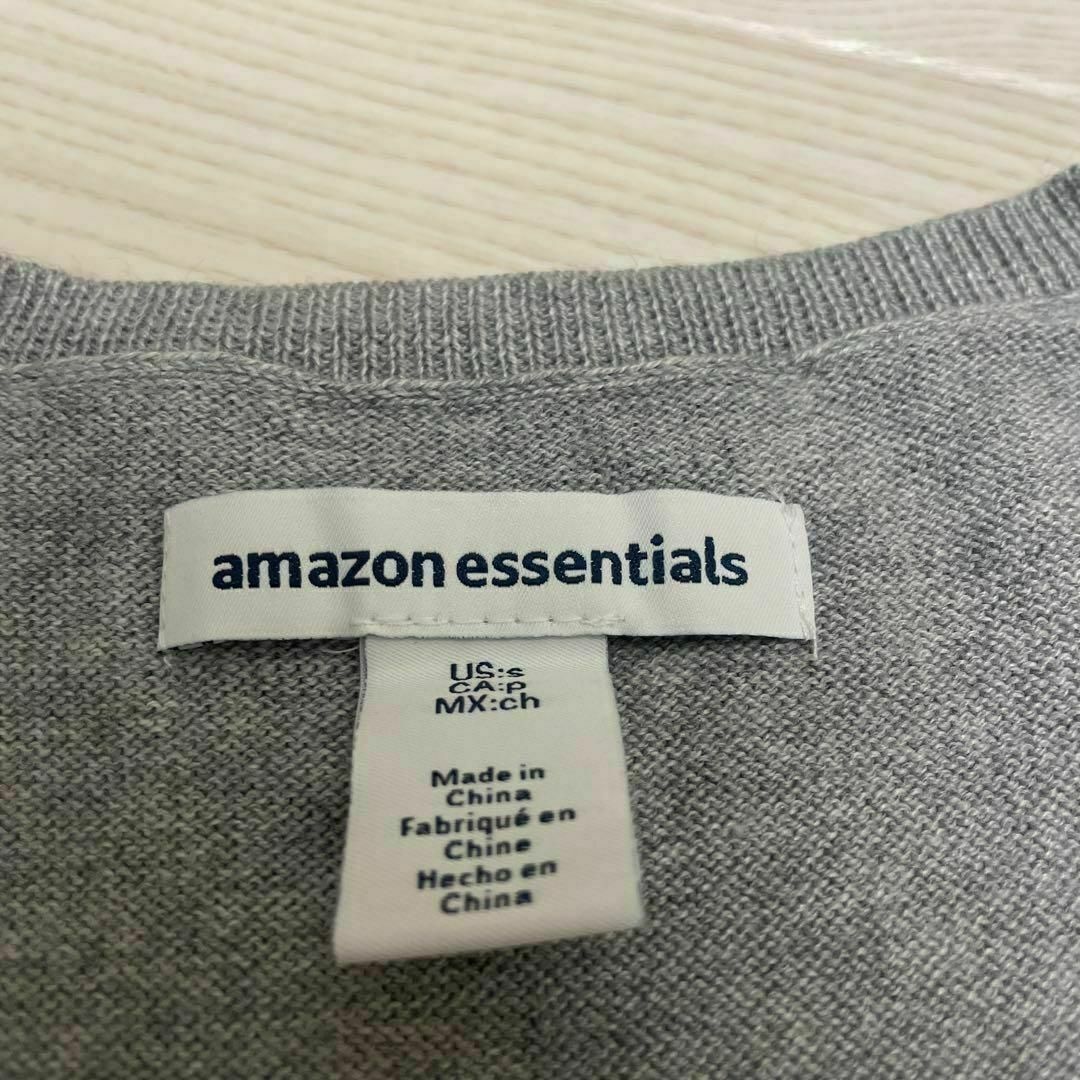 amazon essentials
US:s
CA:p
MX:ch
Made in
China
Fabriqué en
Chine
Hecho en
China